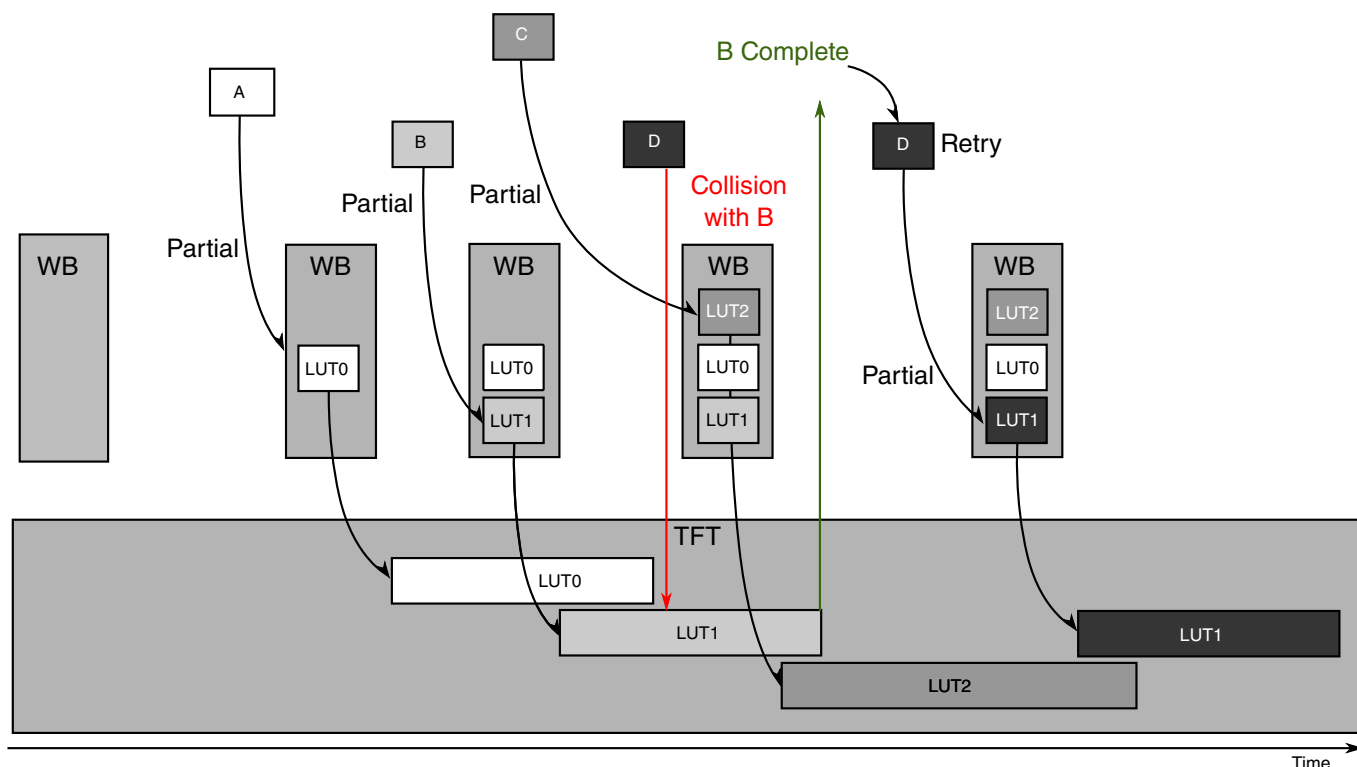 C
B Complete
A
B
D
D
Retry
Partial
Partial
Collision
with B
Partial
WB
WB
WB
WB
WB
LUT2
LUT2
LUT0
LUT0
LUT0
LUT0
Partial
LUT1
LUT1
LUT1
TFT
LUT0
LUT1
LUT1
LUT2
Time